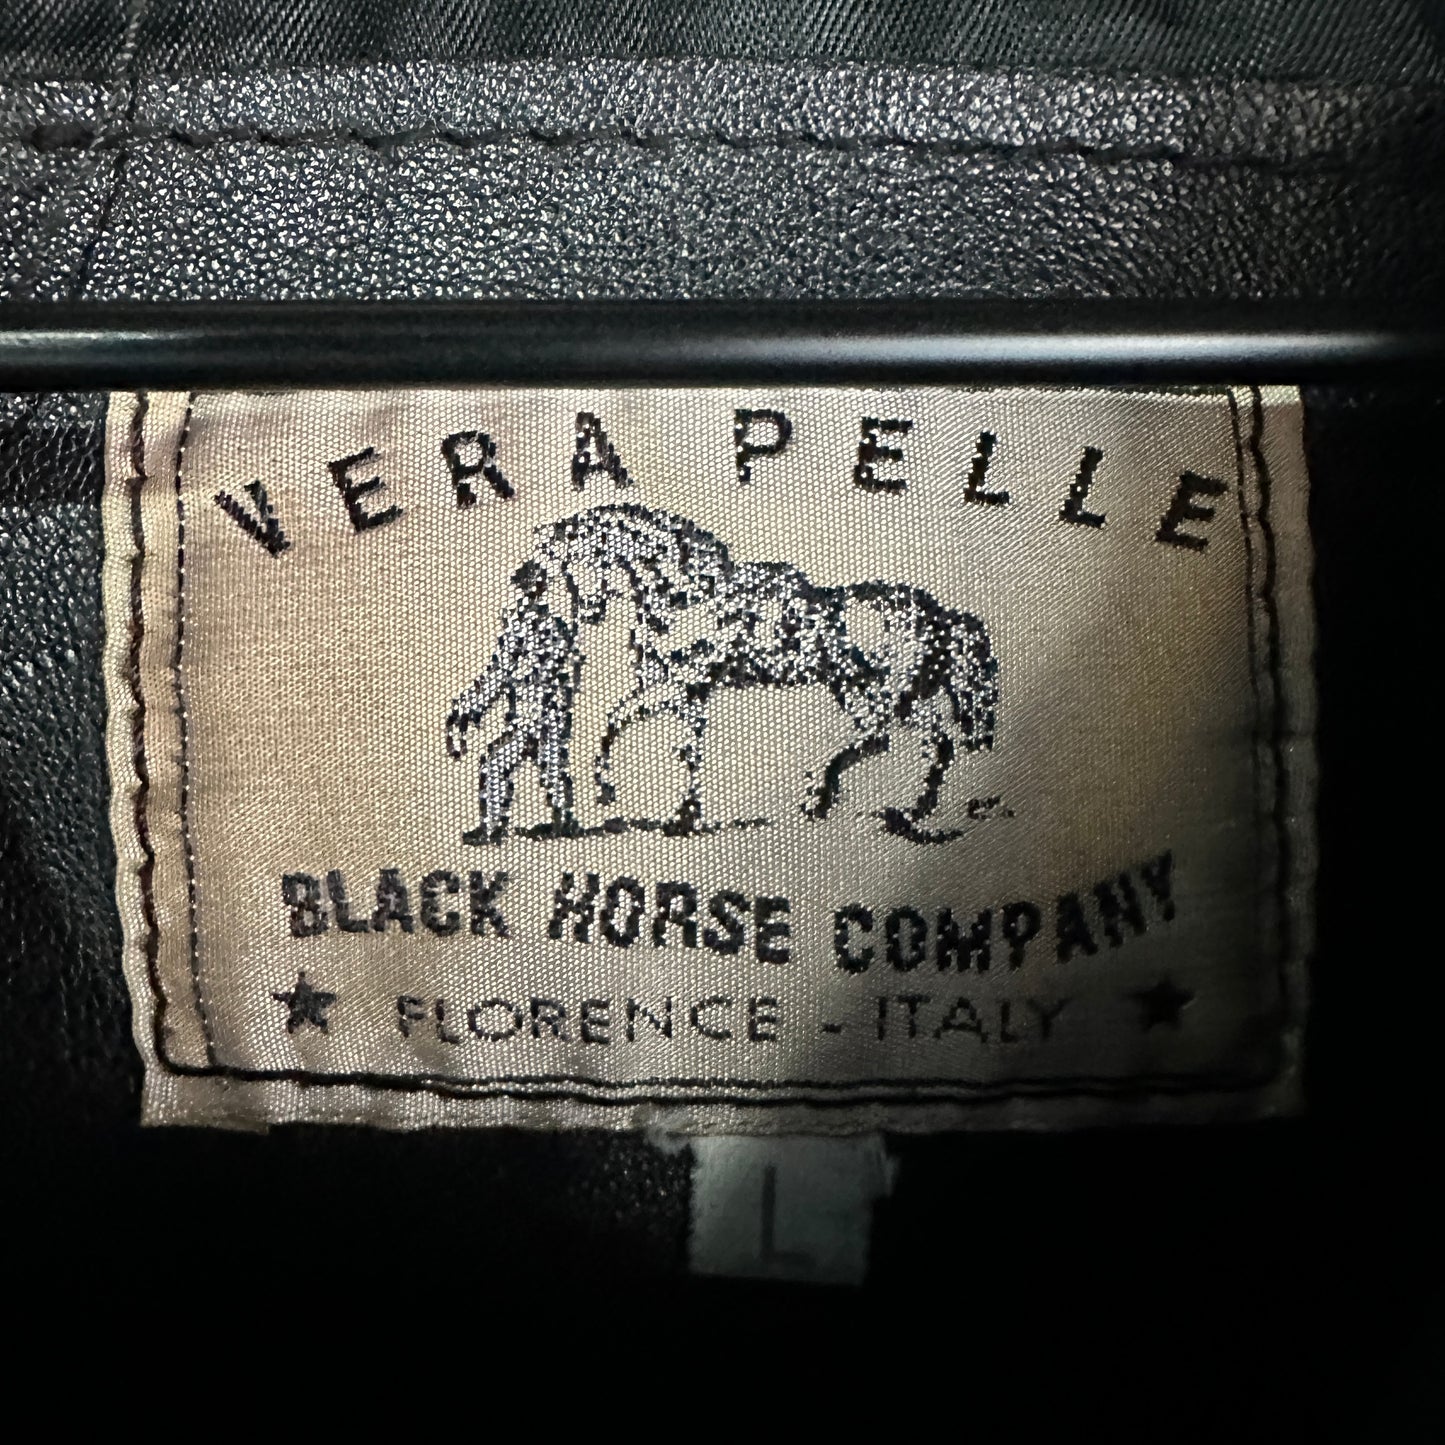 VERA PELLE
BLACK HORSE COMPANY
★ FLORENCE - ITALY ★
L